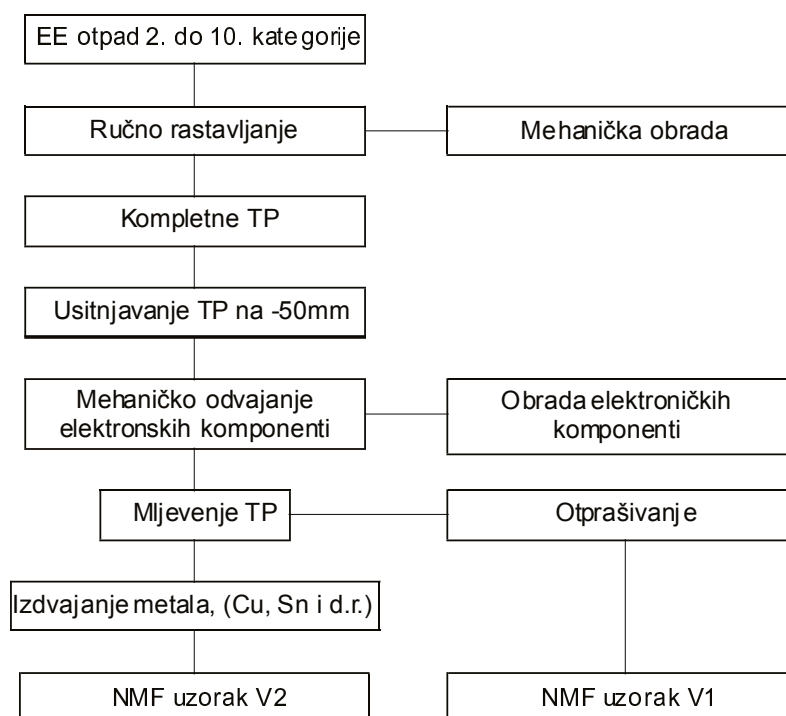 EE otpad 2. do 10. kategorije
Ručno rastavljanje
Mehanička obrada
Kompletne TP
Usitnjavanje TP na -50mm
Mehaničko odvajanje
elektronskih komponenti
Obrada elektroničkih
komponenti
Mljevenje TP
Otprašivanje
Izdvajanje metala, (Cu, Sn i d.r.)
NMF uzorak V2
NMF uzorak V1